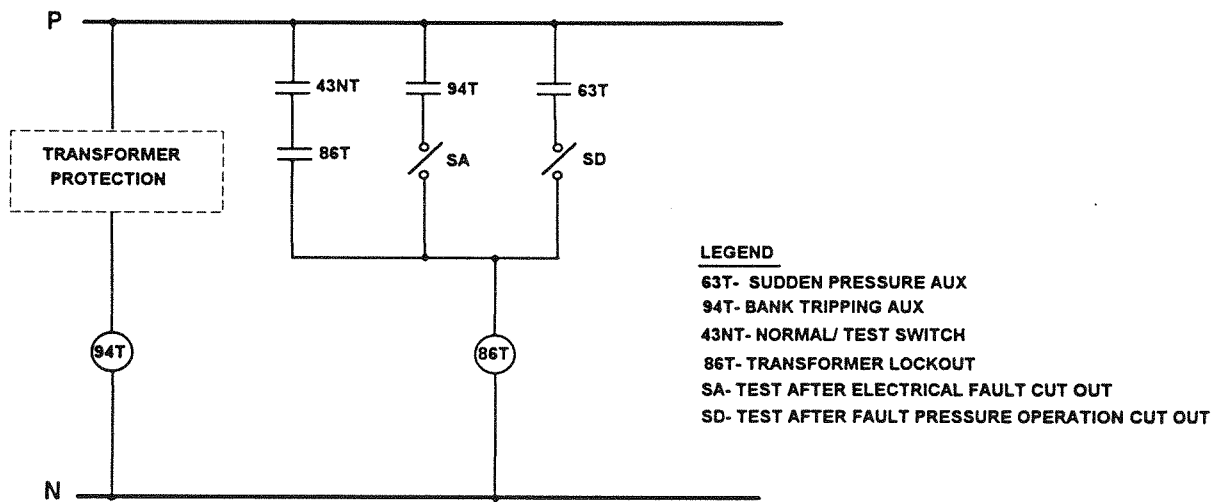 P
43NT
94T
63T
TRANSFORMER
PROTECTION
86T
SA
SD
94T
86T
N
LEGEND
63T- SUDDEN PRESSURE AUX
94T- BANK TRIPPING AUX
43NT- NORMAL/ TEST SWITCH
86T- TRANSFORMER LOCKOUT
SA- TEST AFTER ELECTRICAL FAULT CUT OUT
SD- TEST AFTER FAULT PRESSURE OPERATION CUT OUT